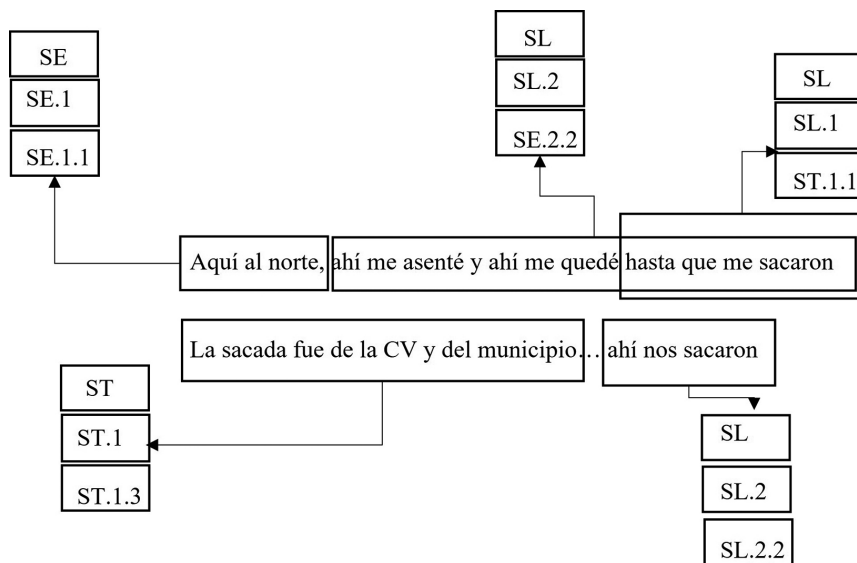 SE
SE.1
SE.1.1
SL
SL.2
SE.2.2
SL
SL.1
ST.1.1
Aquí al norte, ahí me asenté y ahí me quedé hasta que me sacaron
La sacada fue de la CV y del municipio… ahí nos sacaron
ST
ST.1
ST.1.3
SL
SL.2
SL.2.2